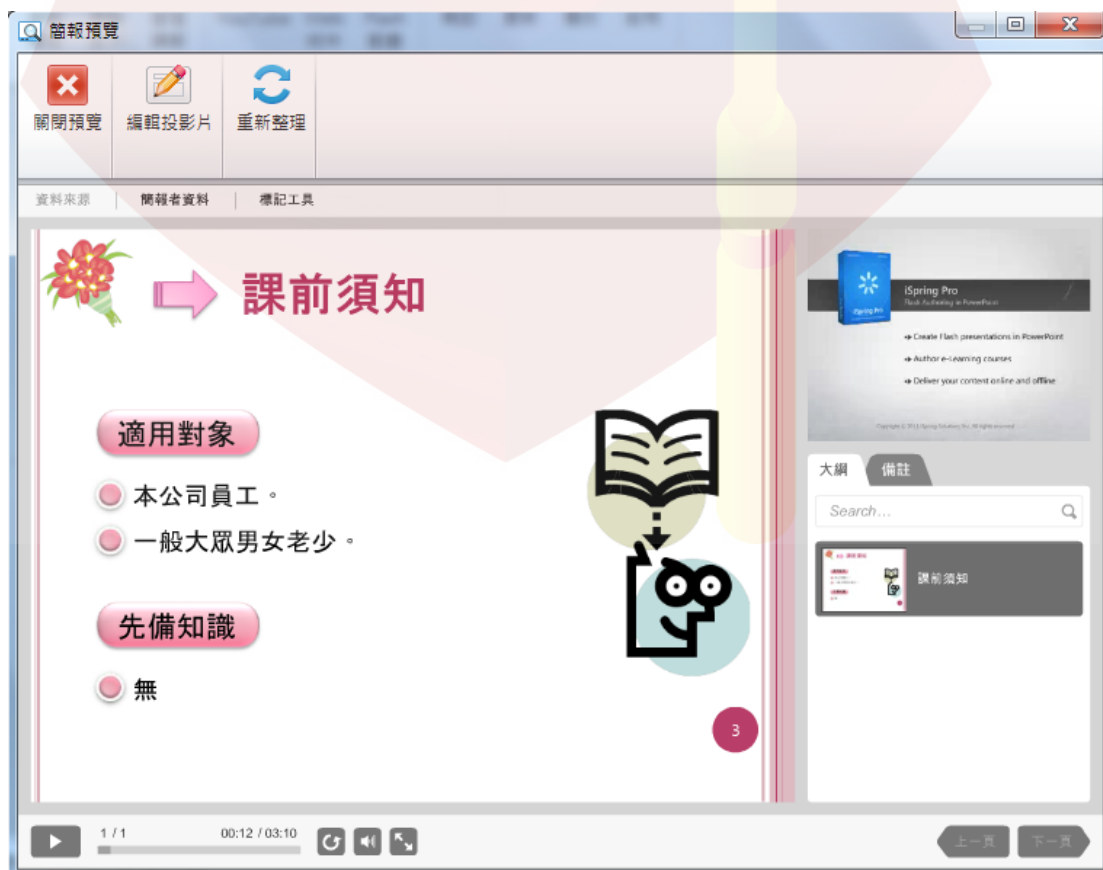 簡報預覽
關閉預覽
編輯投影片
重新整理
資料來源
簡報者資料
標記工具
課前須知
適用對象
本公司員工。
一般大眾男女老少。
先備知識
無
3
iSpring Pro
Flash Authoring in PowerPoint
iSpring Pro
Create Flash presentations in PowerPoint
Author e-Learning courses
Deliver your content online and offline
大綱
備註
Search...
課前須知
1 / 1
00:12 / 03:10
上一頁
下一頁